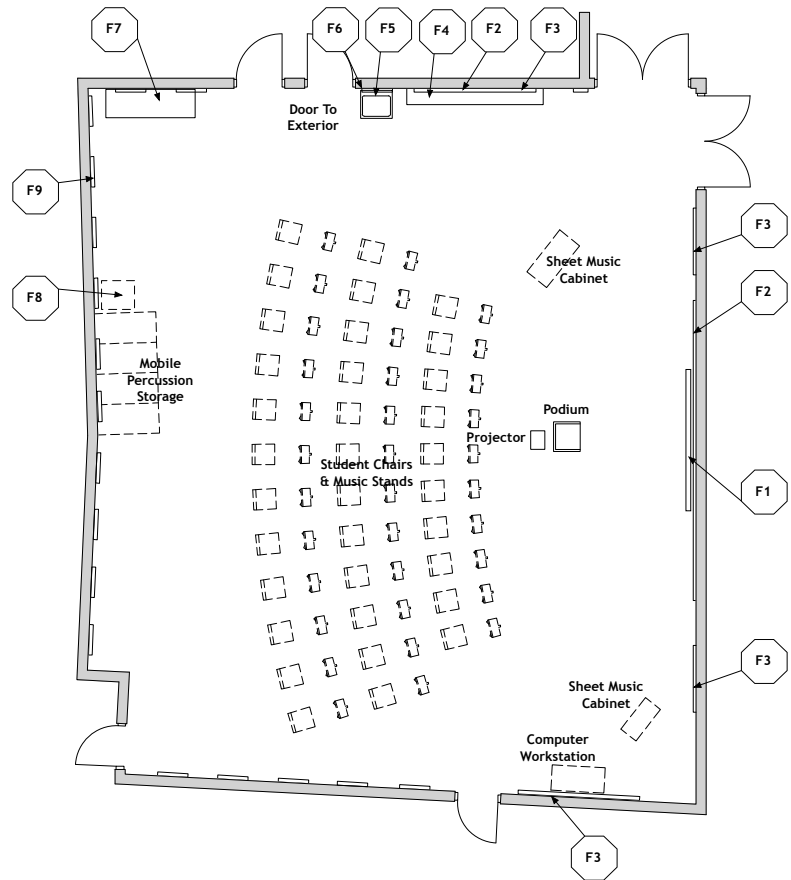 F7
F6
F5
F4
F2
F3
Door To
Exterior
F9
F3
Sheet Music
Cabinet
F8
F2
Mobile
Percussion
Storage
Podium
Projector
Student Chairs
& Music Stands
F1
F3
Sheet Music
Cabinet
Computer
Workstation
F3